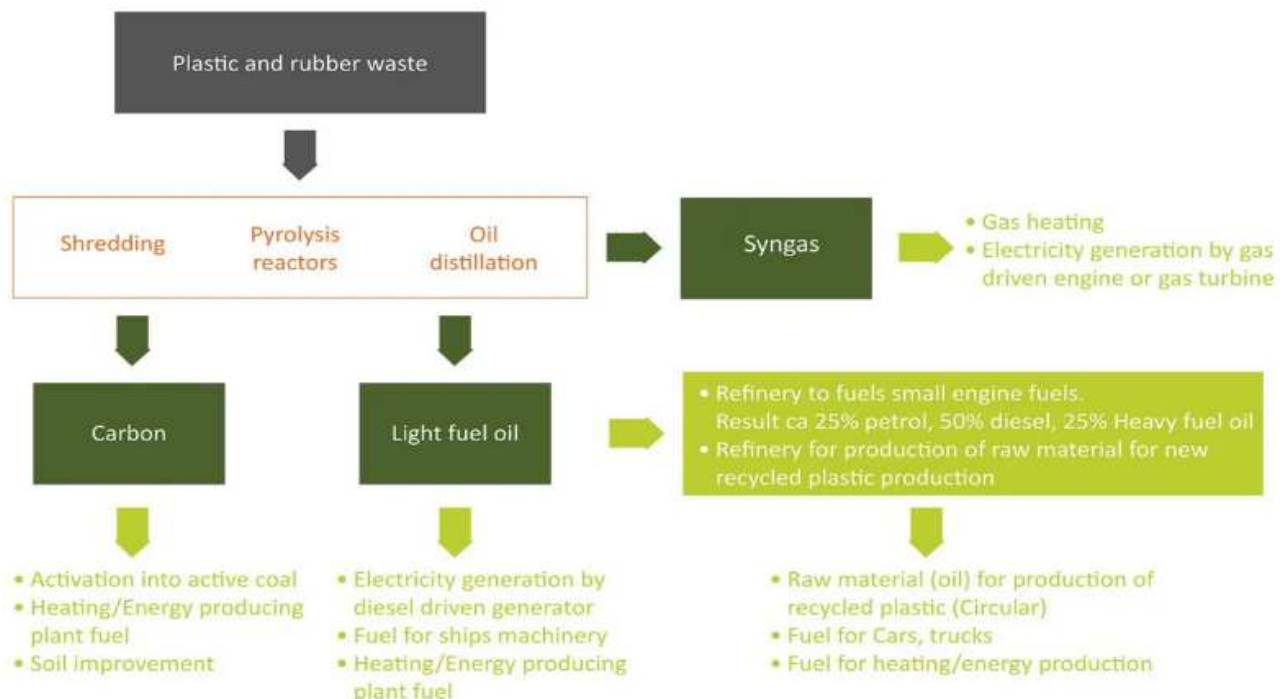 Plastic and rubber waste
Shredding
Pyrolysis
reactors
Oil
distillation
Syngas
• Gas heating
• Electricity generation by gas
driven engine or gas turbine
Carbon
Light fuel oil
• Refinery to fuels small engine fuels.
Result ca 25% petrol, 50% diesel, 25% Heavy fuel oil
• Refinery for production of raw material for new
recycled plastic production
• Activation into active coal
• Heating/Energy producing
plant fuel
• Soil improvement
• Electricity generation by
diesel driven generator
• Fuel for ships machinery
• Heating/Energy producing
plant fuel
• Raw material (oil) for production of
recycled plastic (Circular)
• Fuel for Cars, trucks
• Fuel for heating/energy production